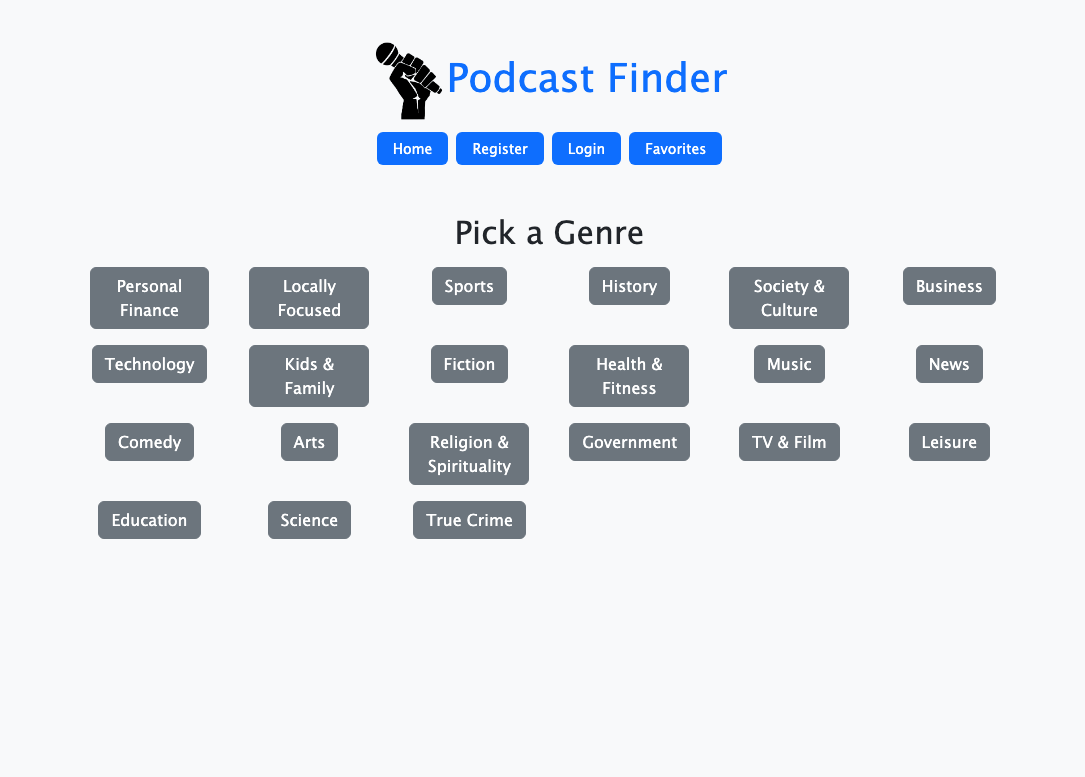 Podcast Finder
Home Register Login Favorites
Pick a Genre
Personal
Finance
Locally
Focused
Sports
History
Society &
Culture
Business
Technology
Kids &
Family
Fiction
Health &
Fitness
Music
News
Comedy
Arts
Religion &
Spirituality
Government
TV & Film
Leisure
Education
Science
True Crime